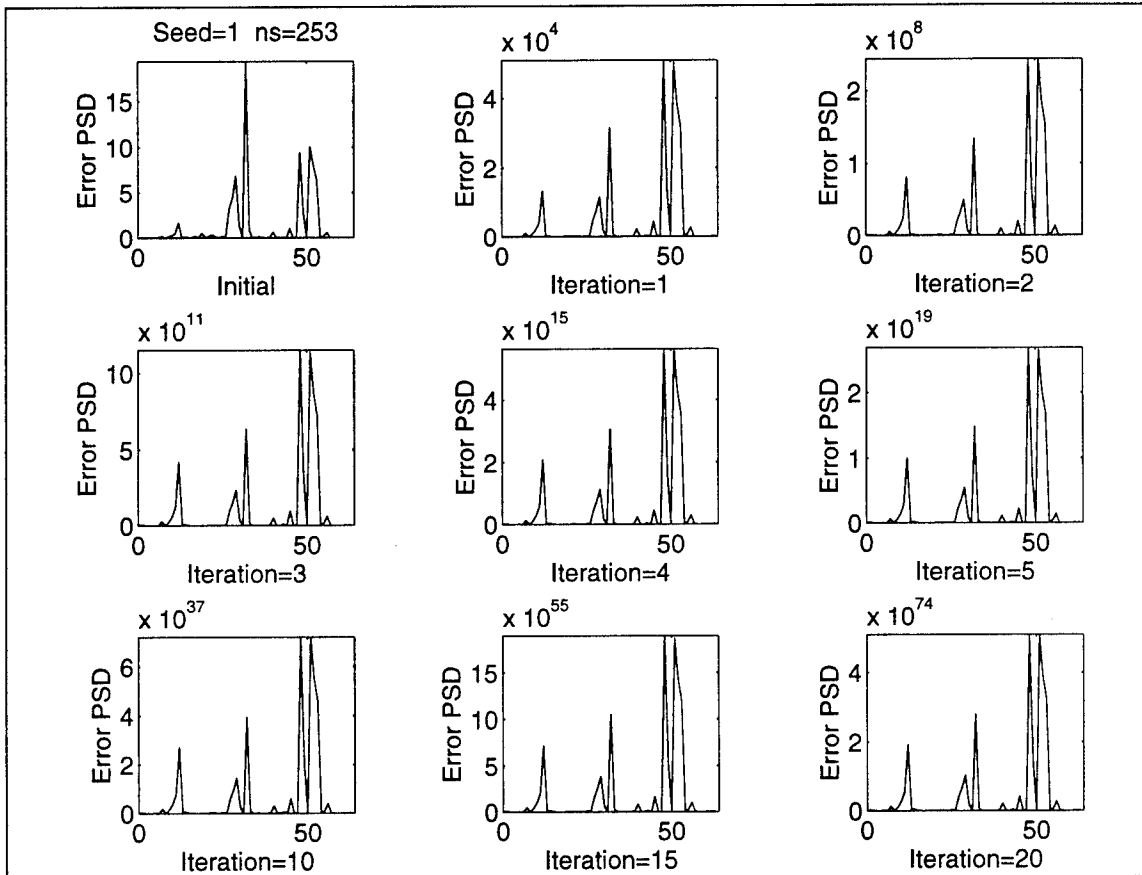 Seed=1 ns=253
Error PSD
15
10
5
0
0
50
Initial
x 10^4
Error PSD
4
2
0
0
50
Iteration=1
x 10^8
Error PSD
2
1
0
0
50
Iteration=2
x 10^11
Error PSD
10
5
0
0
50
Iteration=3
x 10^15
Error PSD
4
2
0
0
50
Iteration=4
x 10^19
Error PSD
2
1
0
0
50
Iteration=5
x 10^37
Error PSD
6
4
2
0
0
50
Iteration=10
x 10^55
Error PSD
15
10
5
0
0
50
Iteration=15
x 10^74
Error PSD
4
2
0
0
50
Iteration=20